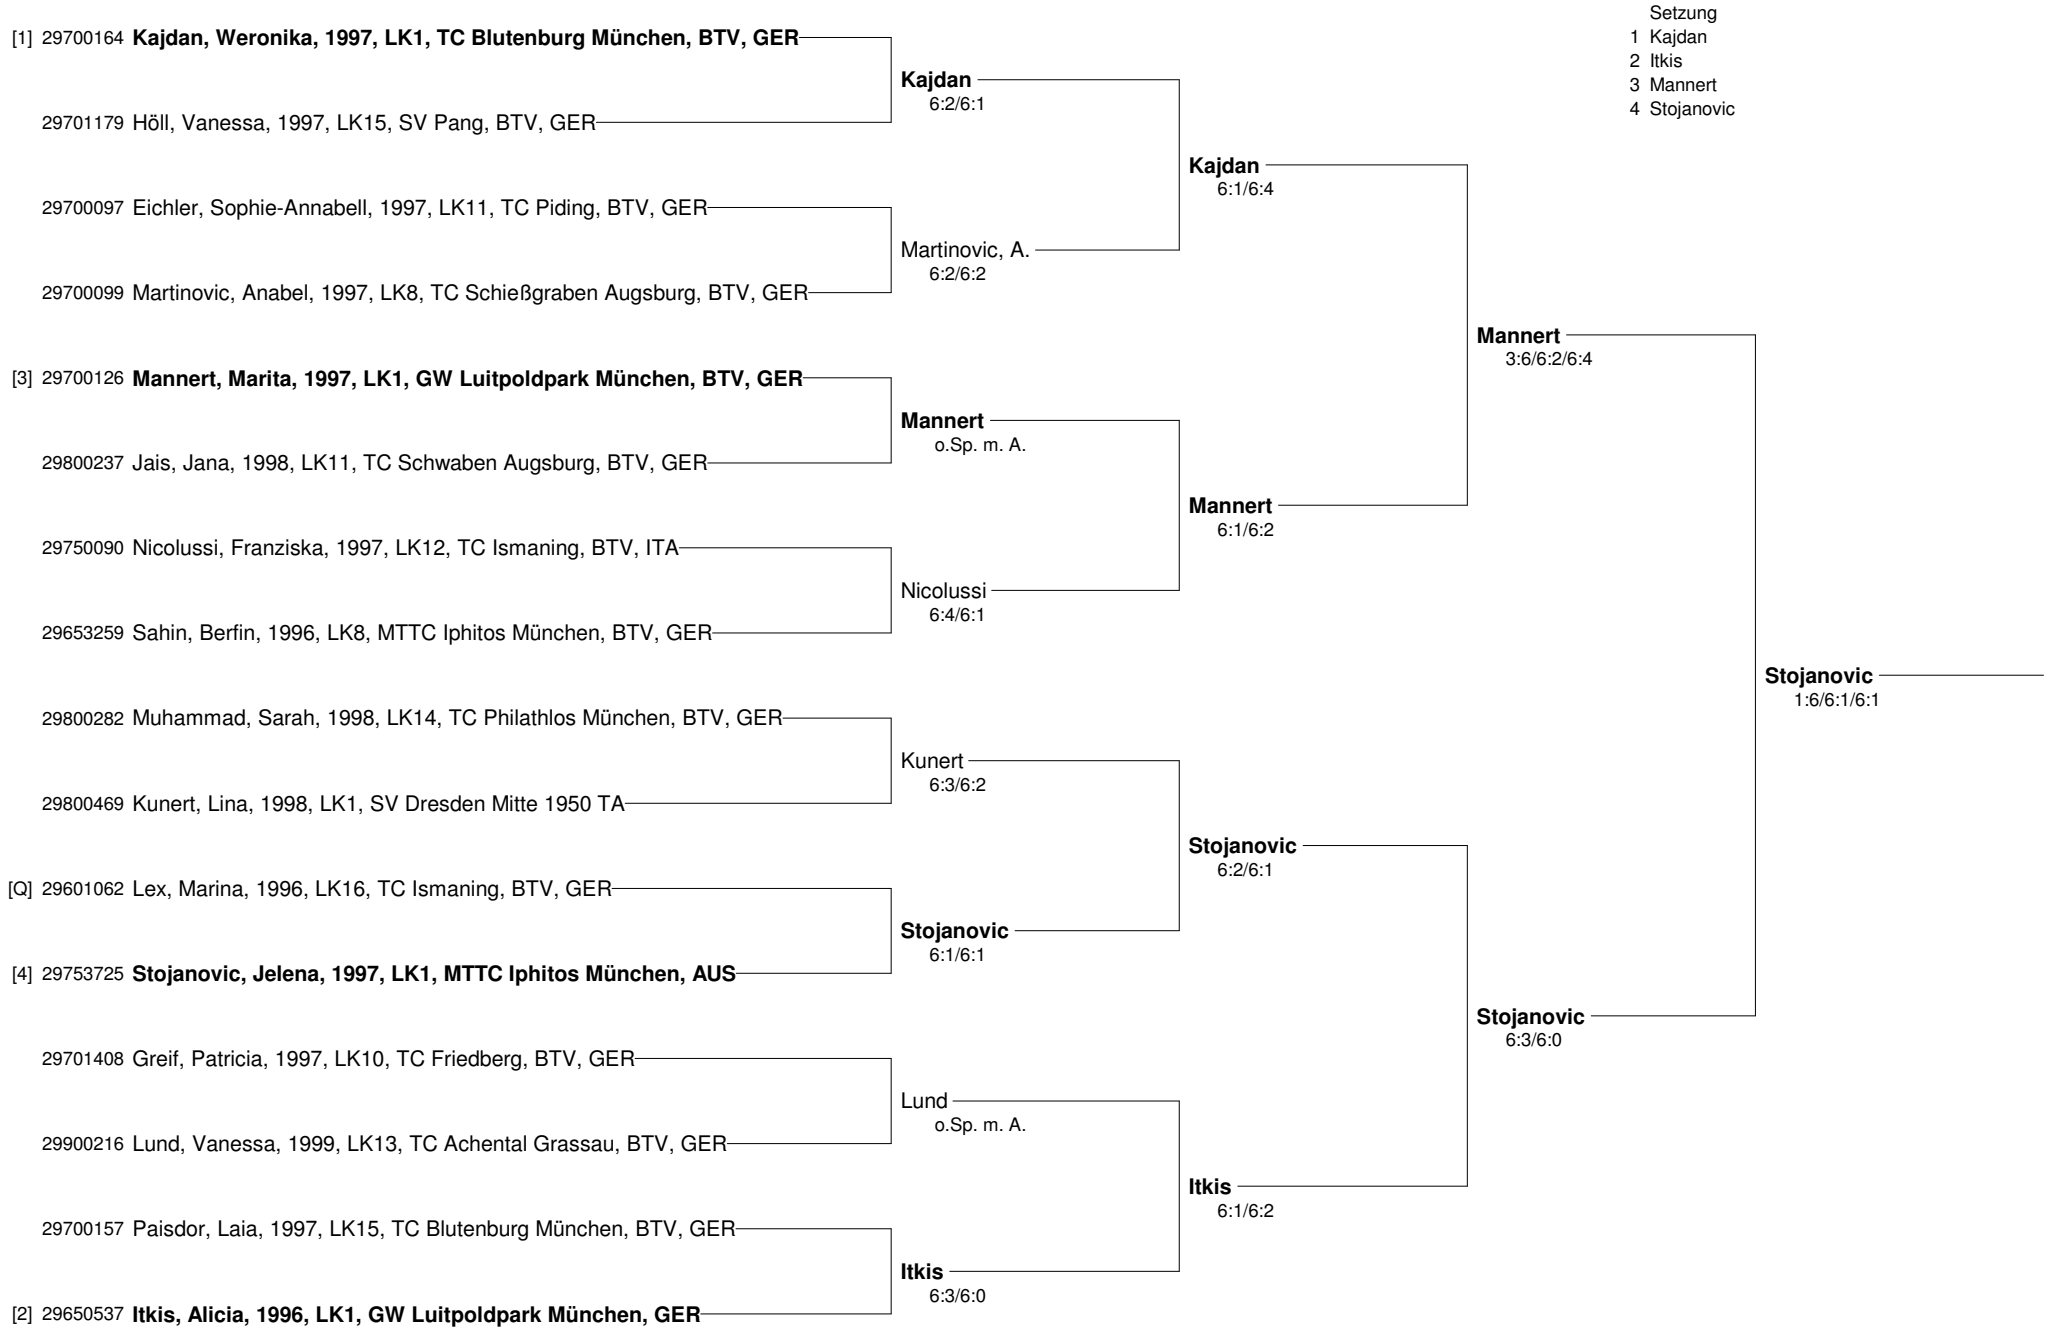 Setzung
1 Kajdan
2 Itkis
3 Mannert
4 Stojanovic
[1] 29700164 Kajdan, Weronika, 1997, LK1, TC Blutenburg München, BTV, GER
Kajdan
6:2/6:1
29701179 Höll, Vanessa, 1997, LK15, SV Pang, BTV, GER
Kajdan
6:1/6:4
29700097 Eichler, Sophie-Annabell, 1997, LK11, TC Piding, BTV, GER
Martinovic, A.
6:2/6:2
29700099 Martinovic, Anabel, 1997, LK8, TC Schießgraben Augsburg, BTV, GER
Mannert
3:6/6:2/6:4
[3] 29700126 Mannert, Marita, 1997, LK1, GW Luitpoldpark München, BTV, GER
Mannert
o.Sp. m. A.
29800237 Jais, Jana, 1998, LK11, TC Schwaben Augsburg, BTV, GER
Mannert
6:1/6:2
29750090 Nicolussi, Franziska, 1997, LK12, TC Ismaning, BTV, ITA
Nicolussi
6:4/6:1
29653259 Sahin, Berfin, 1996, LK8, MTTC Iphitos München, BTV, GER
Stojanovic
1:6/6:1/6:1
29800282 Muhammad, Sarah, 1998, LK14, TC Philathlos München, BTV, GER
Kunert
6:3/6:2
29800469 Kunert, Lina, 1998, LK1, SV Dresden Mitte 1950 TA
Stojanovic
6:2/6:1
[Q] 29601062 Lex, Marina, 1996, LK16, TC Ismaning, BTV, GER
Stojanovic
6:1/6:1
[4] 29753725 Stojanovic, Jelena, 1997, LK1, MTTC Iphitos München, AUS
Stojanovic
6:3/6:0
29701408 Greif, Patricia, 1997, LK10, TC Friedberg, BTV, GER
Lund
o.Sp. m. A.
29900216 Lund, Vanessa, 1999, LK13, TC Achental Grassau, BTV, GER
Itkis
6:1/6:2
29700157 Paisdor, Laia, 1997, LK15, TC Blutenburg München, BTV, GER
Itkis
6:3/6:0
[2] 29650537 Itkis, Alicia, 1996, LK1, GW Luitpoldpark München, GER